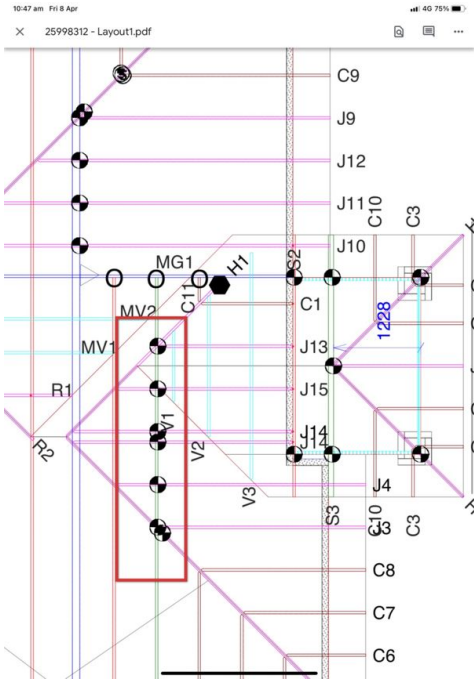 10:47 am Fri 8 Apr
4G 75%
25998312 - Layout1.pdf
C9
J9
J12
J11
C10
C3
J10
MG1
H1
S2
MV2
C11
C1
1228
MV1
J13
R1
J15
V1
J14
J14
R2
V2
V3
J4
S3
C10
C3
J3
C8
C7
C6